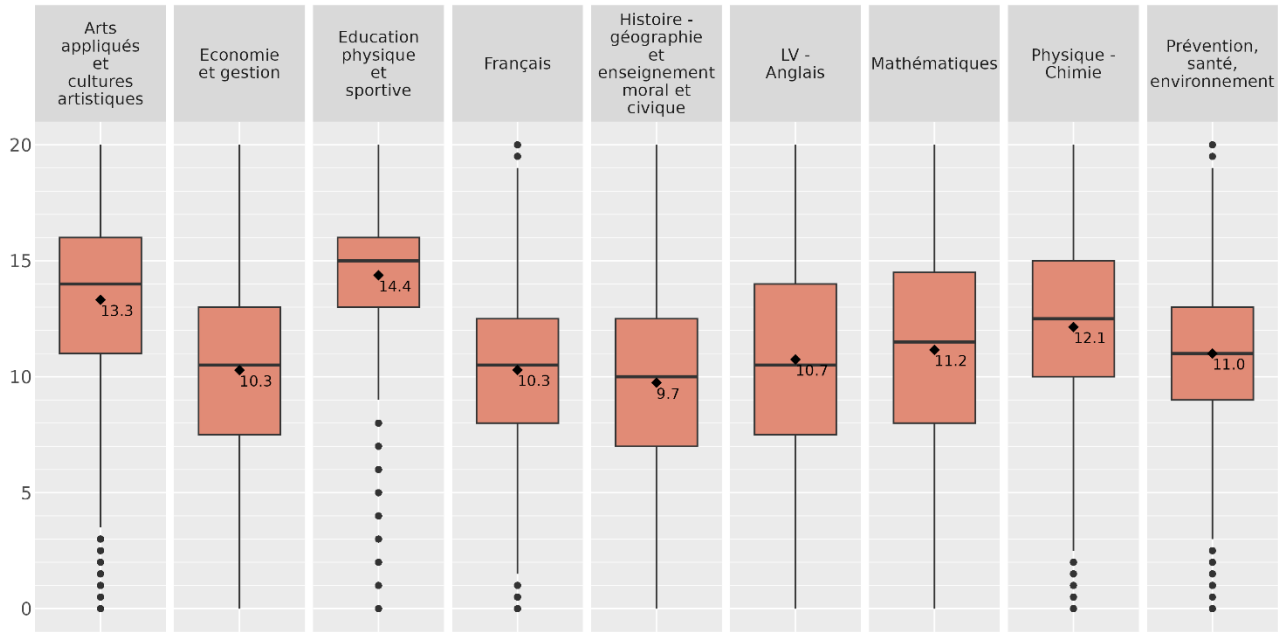 Arts
appliqués
et
cultures
artistiques
Economie
et gestion
Education
physique
et
sportive
Français
Histoire -
géographie
et
enseignement
moral et
civique
LV -
Anglais
Mathématiques
Physique -
Chimie
Prévention,
santé,
environnement
20
15
10
5
0
13.3
10.3
14.4
10.3
9.7
10.7
11.2
12.1
11.0